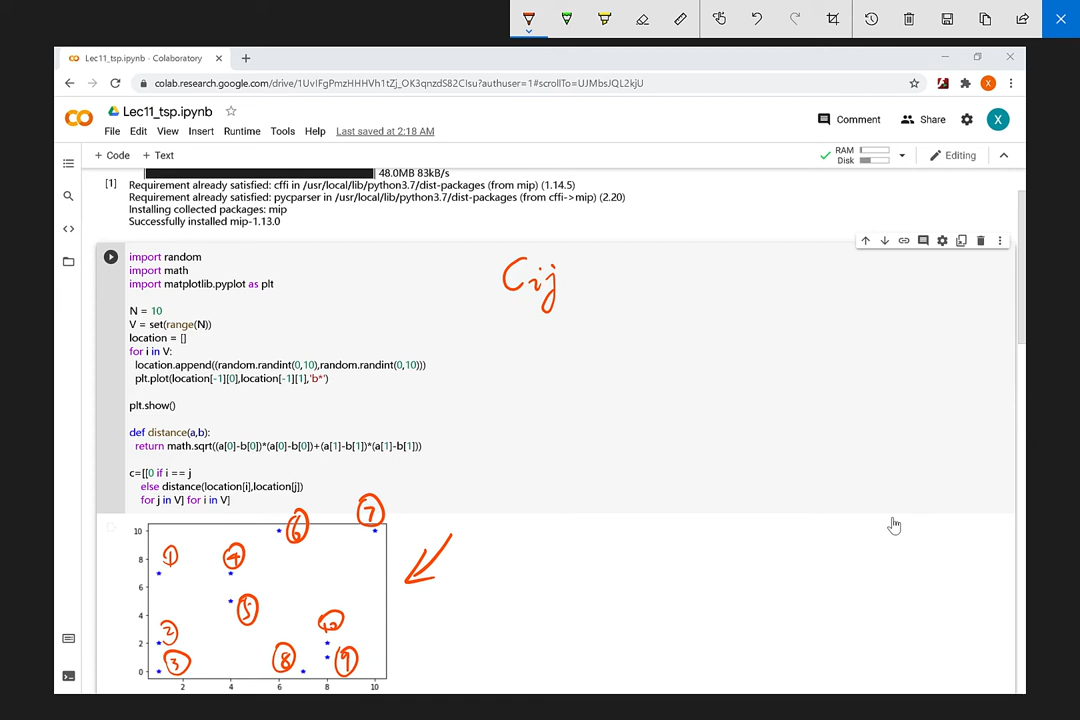 Lec11_tsp.ipynb - Colaboratory
colab.research.google.com/drive/1UvIFgPmzHHHVh1tZj_OK3qnzdS82CIsu?authuser=1#scrollTo=UJMbsJQL2kjU
Lec11_tsp.ipynb
File Edit View Insert Runtime Tools Help Last saved at 2:18 AM
Comment Share X
+ Code + Text
RAM
Disk
Editing
48.0MB 83kB/s
[1] Requirement already satisfied: cffi in /usr/local/lib/python3.7/dist-packages (from mip) (1.14.5)
Requirement already satisfied: pycparser in /usr/local/lib/python3.7/dist-packages (from cffi->mip) (2.20)
Installing collected packages: mip
Successfully installed mip-1.13.0
import random
import math
import matplotlib.pyplot as plt
Cij
N = 10
V = set(range(N))
location = []
for i in V:
location.append((random.randint(0,10),random.randint(0,10)))
plt.plot(location[-1][0],location[-1][1],'b*')
plt.show()
def distance(a,b):
return math.sqrt((a[0]-b[0])*(a[0]-b[0])+(a[1]-b[1])*(a[1]-b[1]))
c=[[0 if i == j
else distance(location[i],location[j])
for j in V] for i in V]
7
6
10
1 4
8
6
5
4
10
2
2
3 8 9
0
2 4 6 8 10